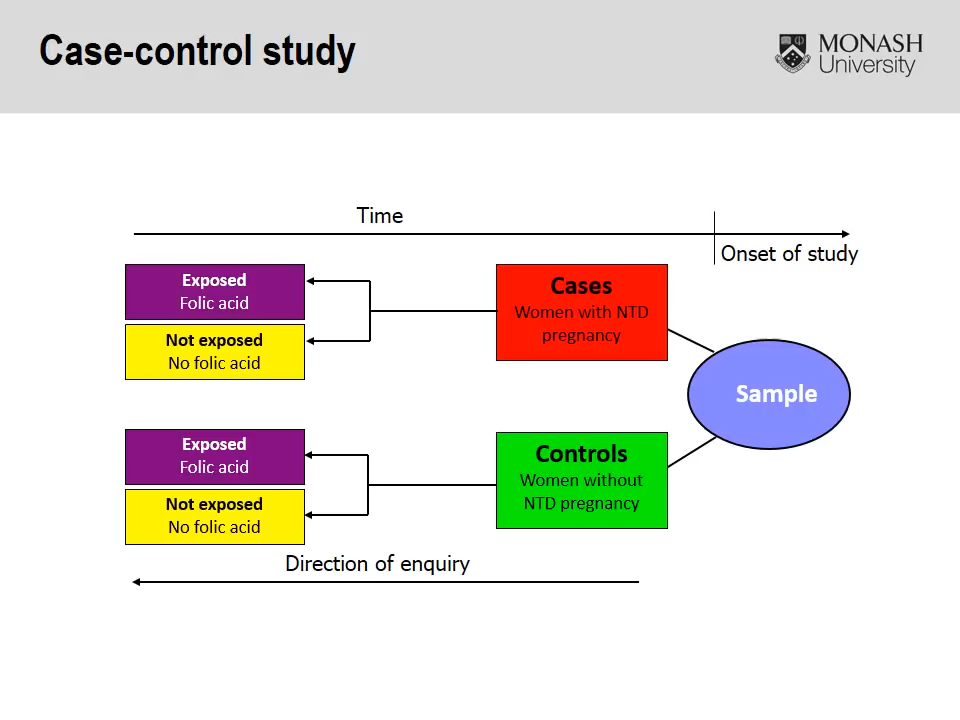 Case-control study
MONASH
University
Time
Onset of study
Exposed
Folic acid
Not exposed
No folic acid
Cases
Women with NTD
pregnancy
Sample
Exposed
Folic acid
Not exposed
No folic acid
Controls
Women without
NTD pregnancy
Direction of enquiry